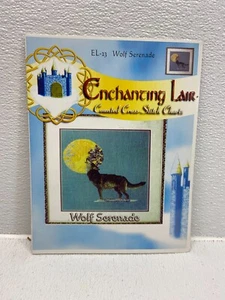 EL-13 Wolf Serenade
Enchanting Lair
Counted Cross-Stitch Charts
Wolf Serenade